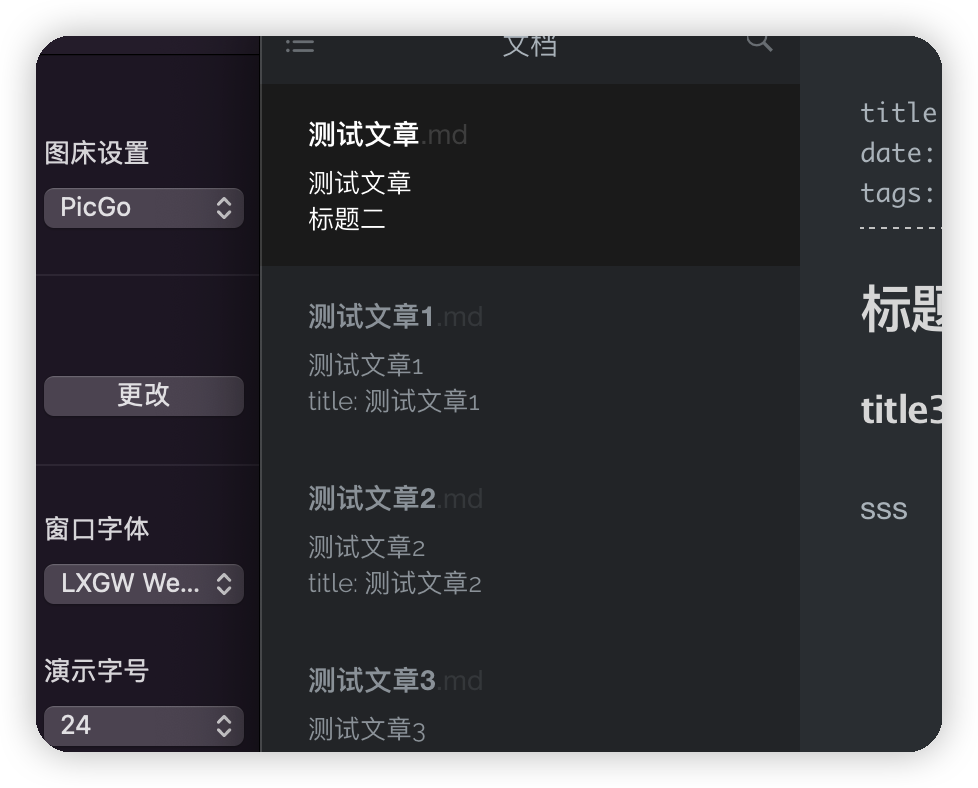 图床设置
PicGo
更改
窗口字体
LXGW We...
演示字号
24
文档
测试文章.md
测试文章
标题二
测试文章1.md
测试文章1
title: 测试文章1
测试文章2.md
测试文章2
title: 测试文章2
测试文章3.md
测试文章3
title
date:
tags:
标题
title3
sss